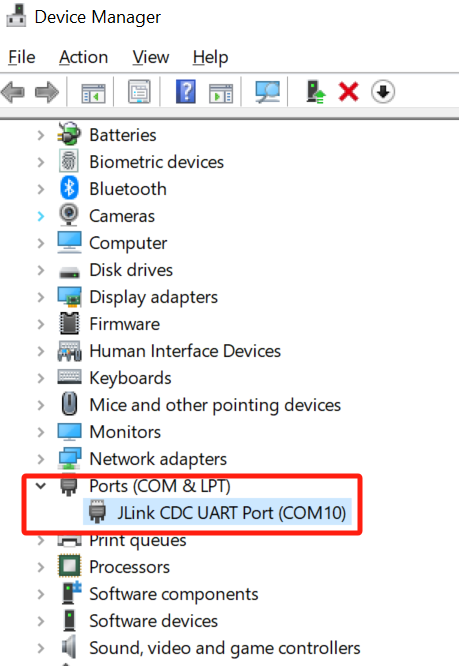 Device Manager
File Action View Help
Batteries
Biometric devices
Bluetooth
Cameras
Computer
Disk drives
Display adapters
Firmware
Human Interface Devices
Keyboards
Mice and other pointing devices
Monitors
Network adapters
Ports (COM & LPT)
JLink CDC UART Port (COM10)
Print queues
Processors
Software components
Software devices
Sound, video and game controllers